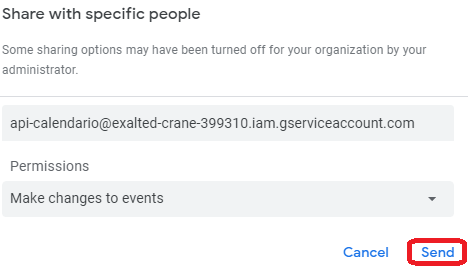 Share with specific people
Some sharing options may have been turned off for your organization by your
administrator.
api-calendario@exalted-crane-399310.iam.gserviceaccount.com
Permissions
Make changes to events
Cancel Send